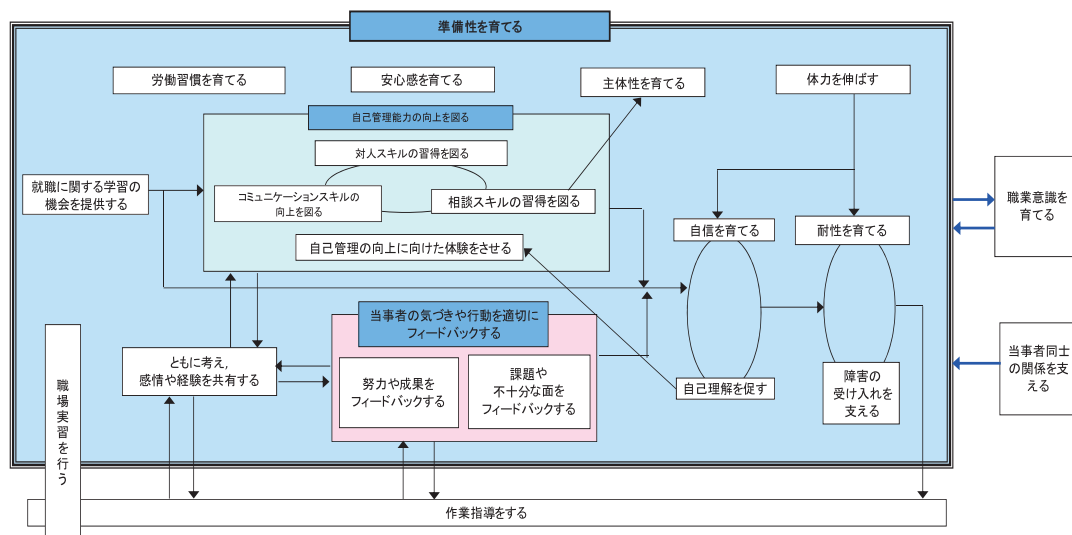 準備性を育てる
労働習慣を育てる
安心感を育てる
主体性を育てる
体力を伸ばす
自己管理能力の向上を図る
対人スキルの習得を図る
コミュニケーションスキルの
向上を図る
相談スキルの習得を図る
自己管理の向上に向けた体験をさせる
就職に関する学習の
機会を提供する
自信を育てる
耐性を育てる
職業意識を
育てる
当事者の気づきや行動を適切に
フィードバックする
努力や成果を
フィードバックする
課題や
不十分な面を
フィードバックする
ともに考え,
感情や経験を共有する
自己理解を促す
障害の
受け入れを
支える
当事者同士
の関係を支
える
職場実習を行う
作業指導をする